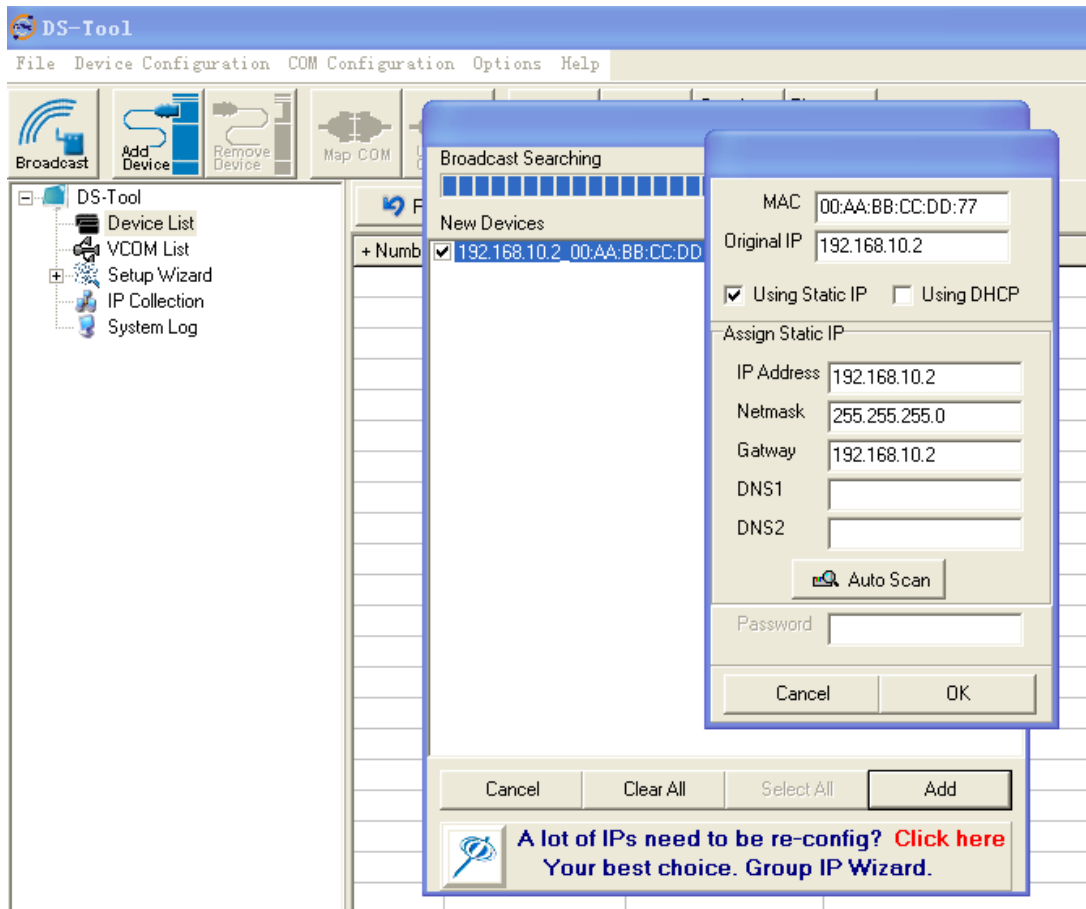 DS-Tool
File Device Configuration COM Configuration Options Help
Broadcast
Add Device
Remove Device
Map COM
DS-Tool
Device List
VCOM List
Setup Wizard
IP Collection
System Log
+ Numb
Broadcast Searching
New Devices
192.168.10.2_00:AA:BB:CC:DD
MAC 00:AA:BB:CC:DD:77
Original IP 192.168.10.2
Using Static IP Using DHCP
Assign Static IP
IP Address 192.168.10.2
Netmask 255.255.255.0
Gatway 192.168.10.2
DNS1
DNS2
Auto Scan
Password
Cancel OK
Cancel Clear All Select All Add
A lot of IPs need to be re-config? Click here
Your best choice. Group IP Wizard.